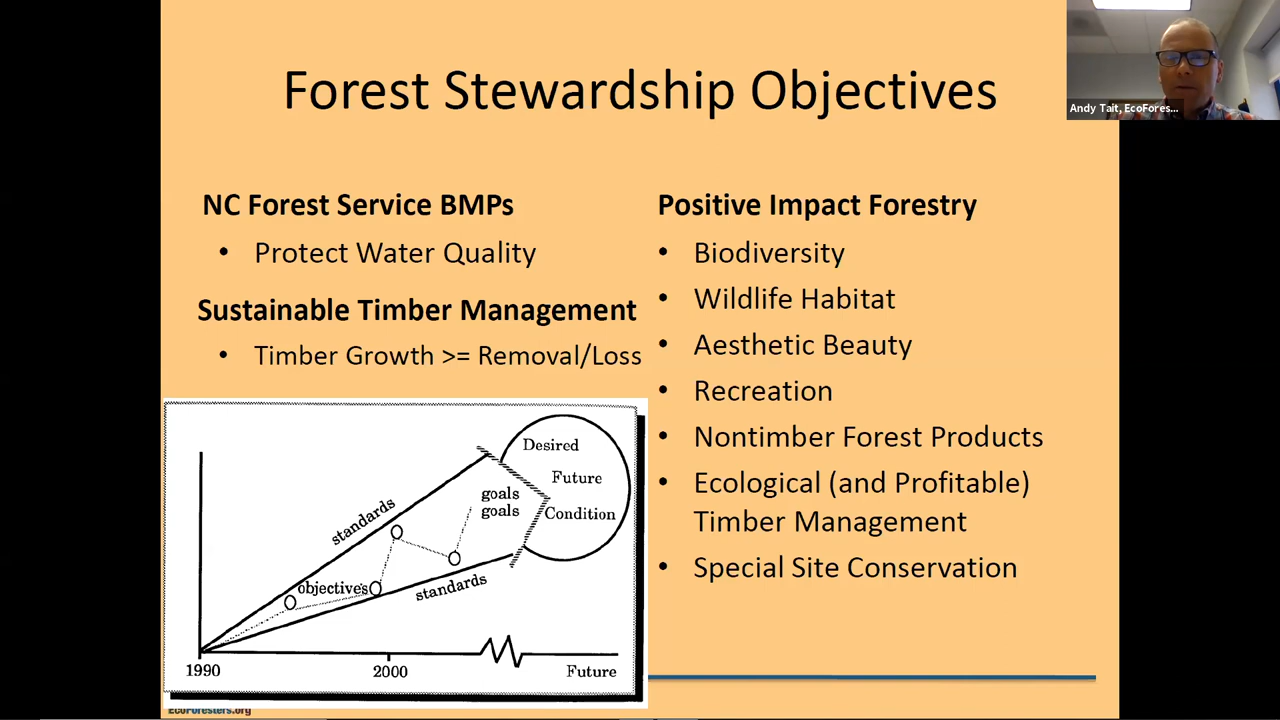 Forest Stewardship Objectives
Andy Tait, EcoFores...
NC Forest Service BMPs
• Protect Water Quality
Sustainable Timber Management
• Timber Growth >= Removal/Loss
Positive Impact Forestry
• Biodiversity
• Wildlife Habitat
• Aesthetic Beauty
• Recreation
• Nontimber Forest Products
• Ecological (and Profitable)
Timber Management
• Special Site Conservation
Desired
Future
Condition
goals
goals
standards
objectives
standards
1990
2000
Future
EcoForesters.org